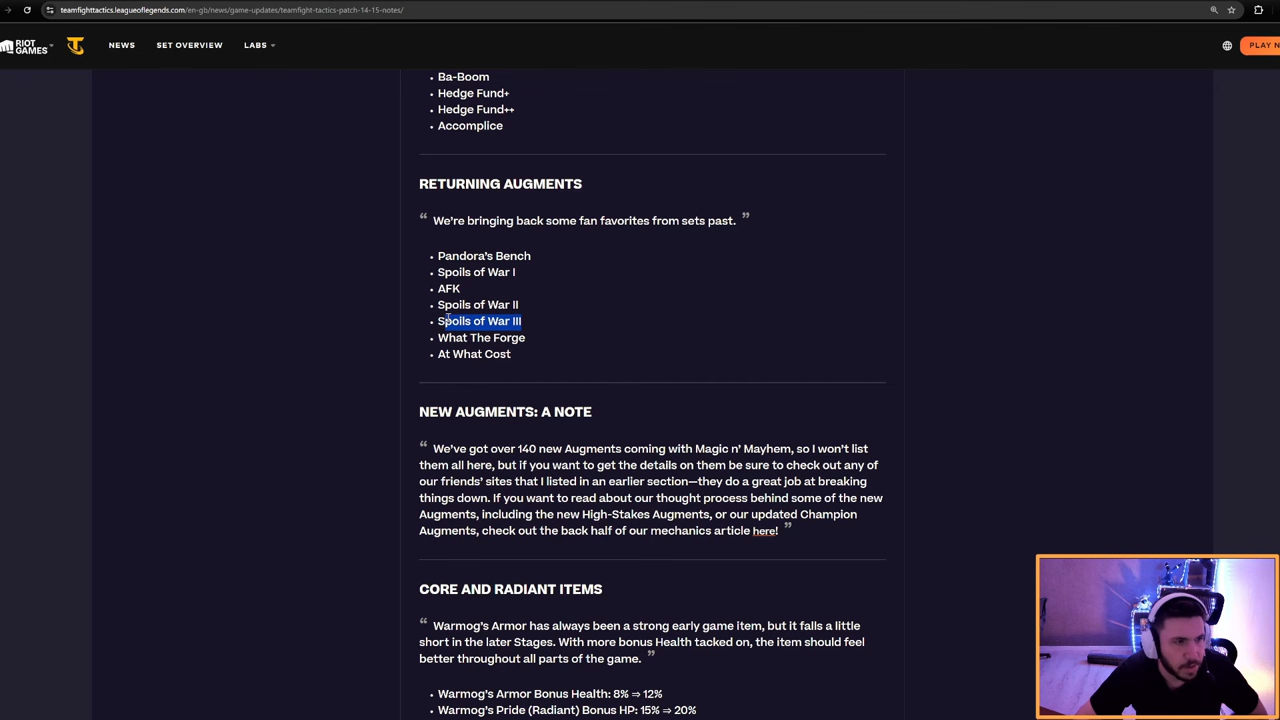 teamfighttactics.leagueoflegends.com/en-gb/news/game-updates/teamfight-tactics-patch-14-15-notes/
RIOT GAMES NEWS SET OVERVIEW LABS PLAY N
• Ba-Boom
• Hedge Fund+
• Hedge Fund++
• Accomplice
RETURNING AUGMENTS
“ We’re bringing back some fan favorites from sets past. ”
• Pandora’s Bench
• Spoils of War I
• AFK
• Spoils of War II
• Spoils of War III
• What The Forge
• At What Cost
NEW AUGMENTS: A NOTE
“ We’ve got over 140 new Augments coming with Magic n’ Mayhem, so I won’t list
them all here, but if you want to get the details on them be sure to check out any of
our friends’ sites that I listed in an earlier section—they do a great job at breaking
things down. If you want to read about our thought process behind some of the new
Augments, including the new High-Stakes Augments, or our updated Champion
Augments, check out the back half of our mechanics article here! ”
CORE AND RADIANT ITEMS
“ Warmog’s Armor has always been a strong early game item, but it falls a little
short in the later Stages. With more bonus Health tacked on, the item should feel
better throughout all parts of the game. ”
• Warmog’s Armor Bonus Health: 8% ⇒ 12%
• Warmog’s Pride (Radiant) Bonus HP: 15% ⇒ 20%